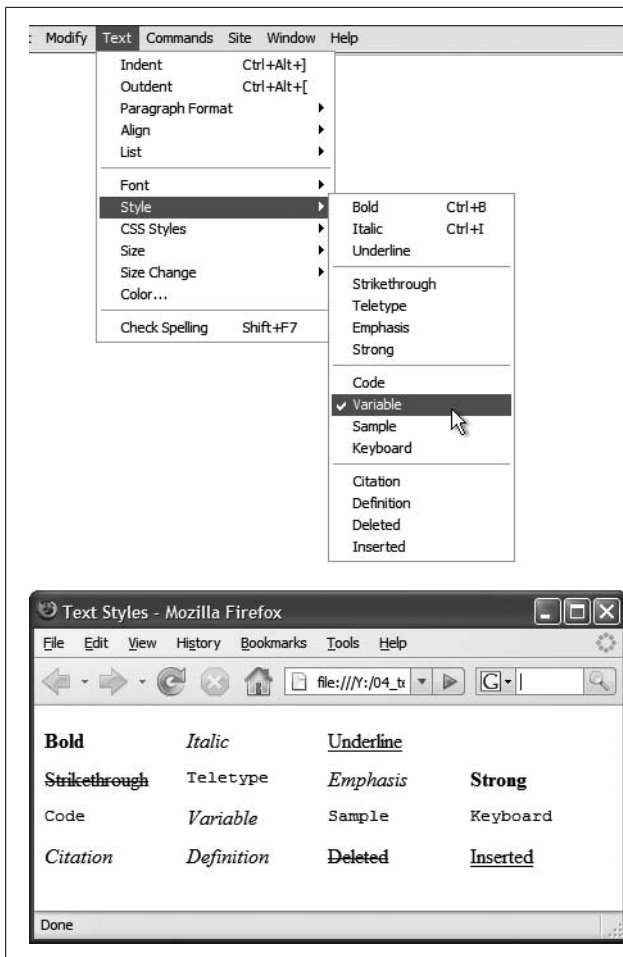 : Modify Text Commands Site Window Help
Indent Ctrl+Alt+]
Outdent Ctrl+Alt+[
Paragraph Format
Align
List
Font
Style
CSS Styles
Size
Size Change
Color...
Check Spelling Shift+F7
Bold Ctrl+B
Italic Ctrl+I
Underline
Strikethrough
Teletype
Emphasis
Strong
Code
Variable
Sample
Keyboard
Citation
Definition
Deleted
Inserted
Text Styles - Mozilla Firefox
File Edit View History Bookmarks Tools Help
file:///Y:/04_te G
Bold Italic Underline
Strikethrough Teletype Emphasis Strong
Code Variable Sample Keyboard
Citation Definition Deleted Inserted
Done